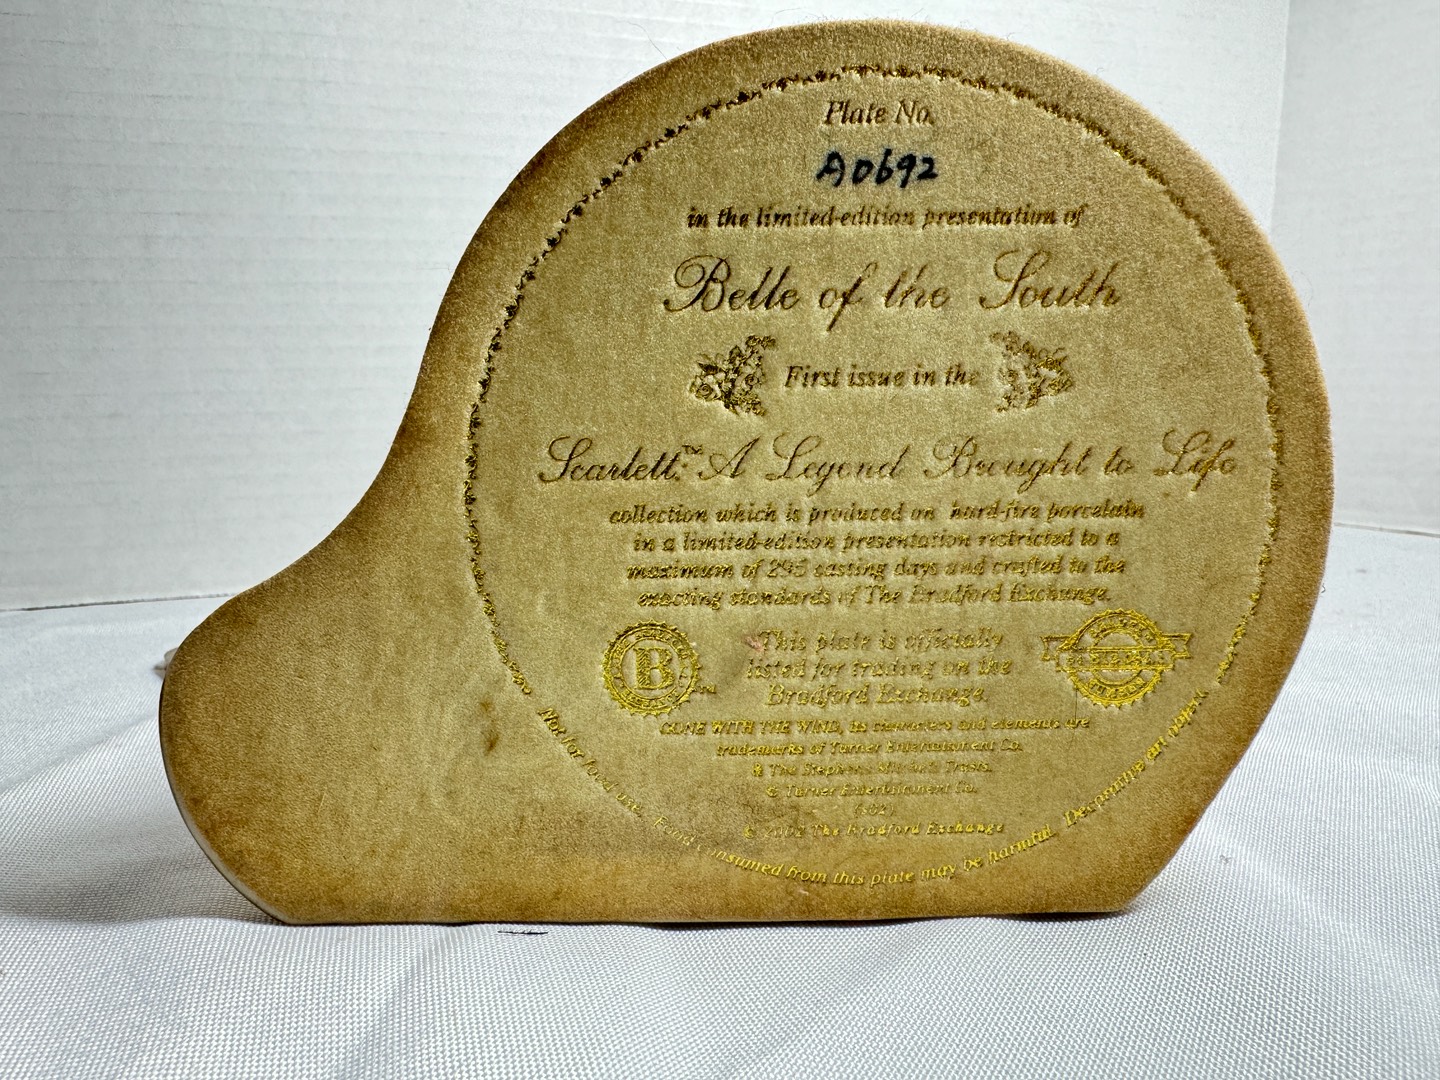 Plate No.
A0692
in the limited-edition presentation of
Belle of the South
First issue in the
Scarlett:™ A Legend Brought to Life
collection which is produced on hard-fire porcelain
in a limited-edition presentation restricted to a
maximum of 295 casting days and crafted to the
exacting standards of The Bradford Exchange.
B
This plate is officially
listed for trading on the
Bradford Exchange.
GONE WITH THE WIND, its characters and elements are
trademarks of Turner Entertainment Co.
& The Stephens Mitchell Trusts.
© Turner Entertainment Co.
(s02)
© 2002 The Bradford Exchange
Not for food use. Food consumed from this plate may be harmful. Decorative art object.